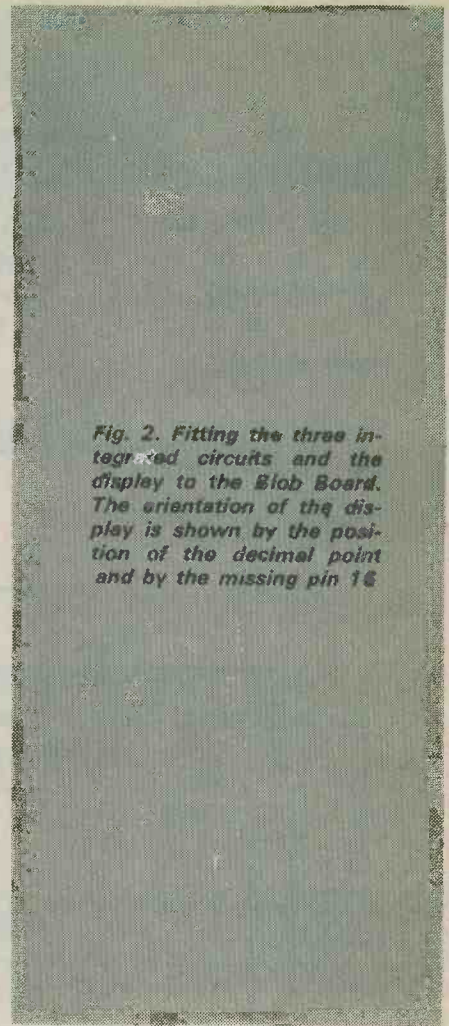 Fig. 2. Fitting the three in-
tegrated circuits and the
display to the Blob Board.
The orientation of the dis-
play is shown by the posi-
tion of the decimal point
and by the missing pin 16